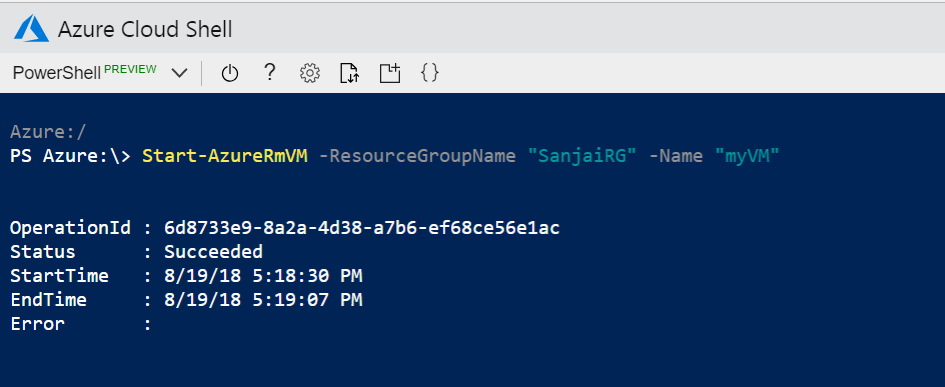 Azure Cloud Shell
PowerShell PREVIEW ? {}
Azure:/
PS Azure:\> Start-AzureRmVM -ResourceGroupName "SanjaiRG" -Name "myVM"
OperationId : 6d8733e9-8a2a-4d38-a7b6-ef68ce56e1ac
Status : Succeeded
StartTime : 8/19/18 5:18:30 PM
EndTime : 8/19/18 5:19:07 PM
Error :